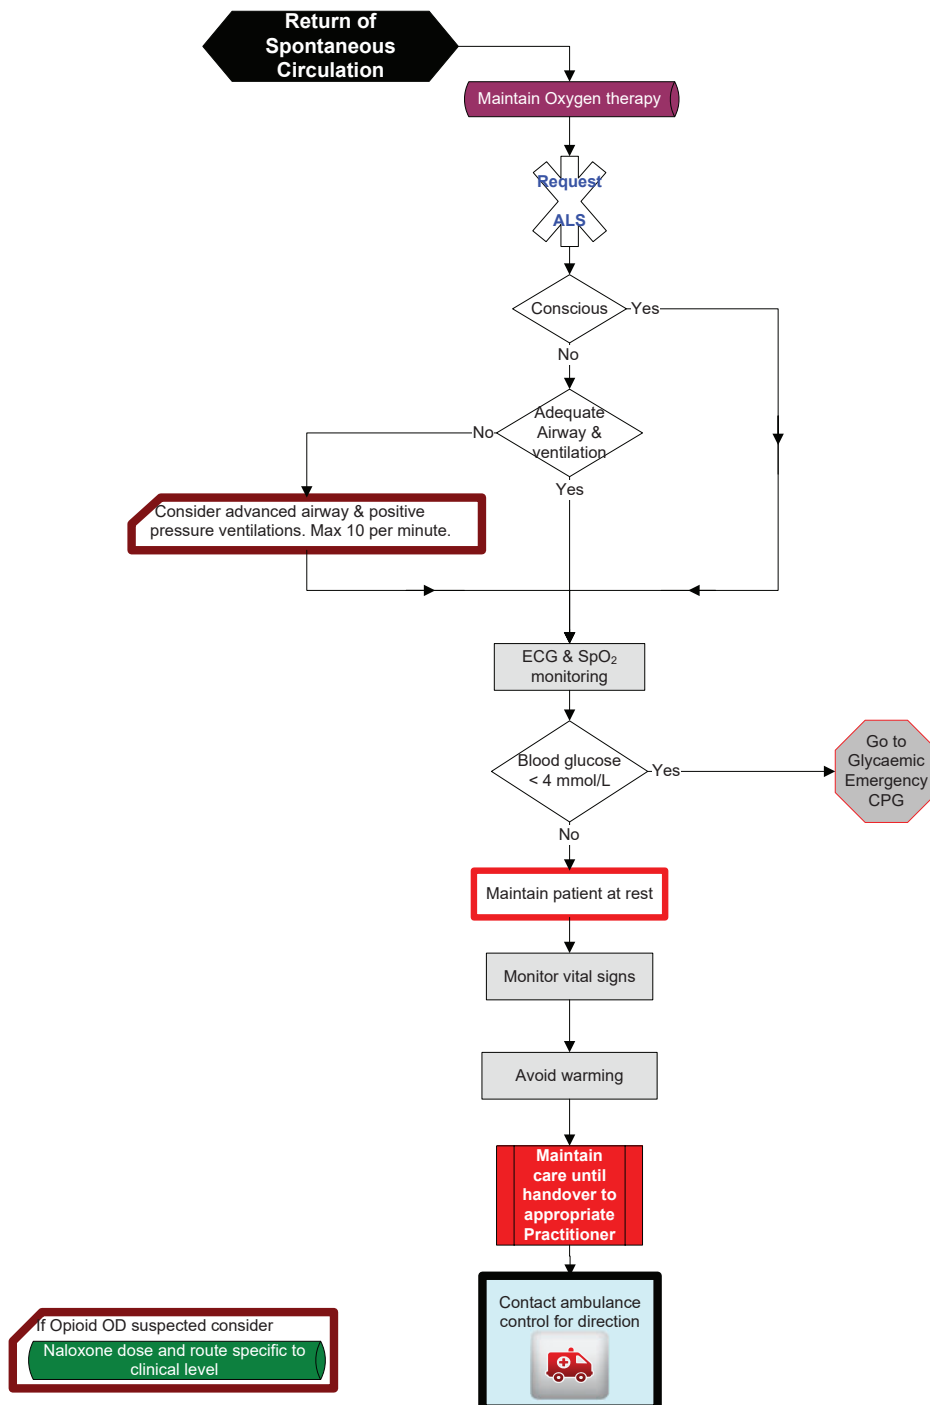 Return of
Spontaneous
Circulation
Maintain Oxygen therapy
Request
ALS
Conscious
Yes
No
Adequate
Airway &
ventilation
No
Yes
Consider advanced airway & positive
pressure ventilations. Max 10 per minute.
ECG & SpO₂
monitoring
Blood glucose
< 4 mmol/L
Yes
Go to
Glycaemic
Emergency
CPG
No
Maintain patient at rest
Monitor vital signs
Avoid warming
Maintain
care until
handover to
appropriate
Practitioner
Contact ambulance
control for direction
If Opioid OD suspected consider
Naloxone dose and route specific to
clinical level